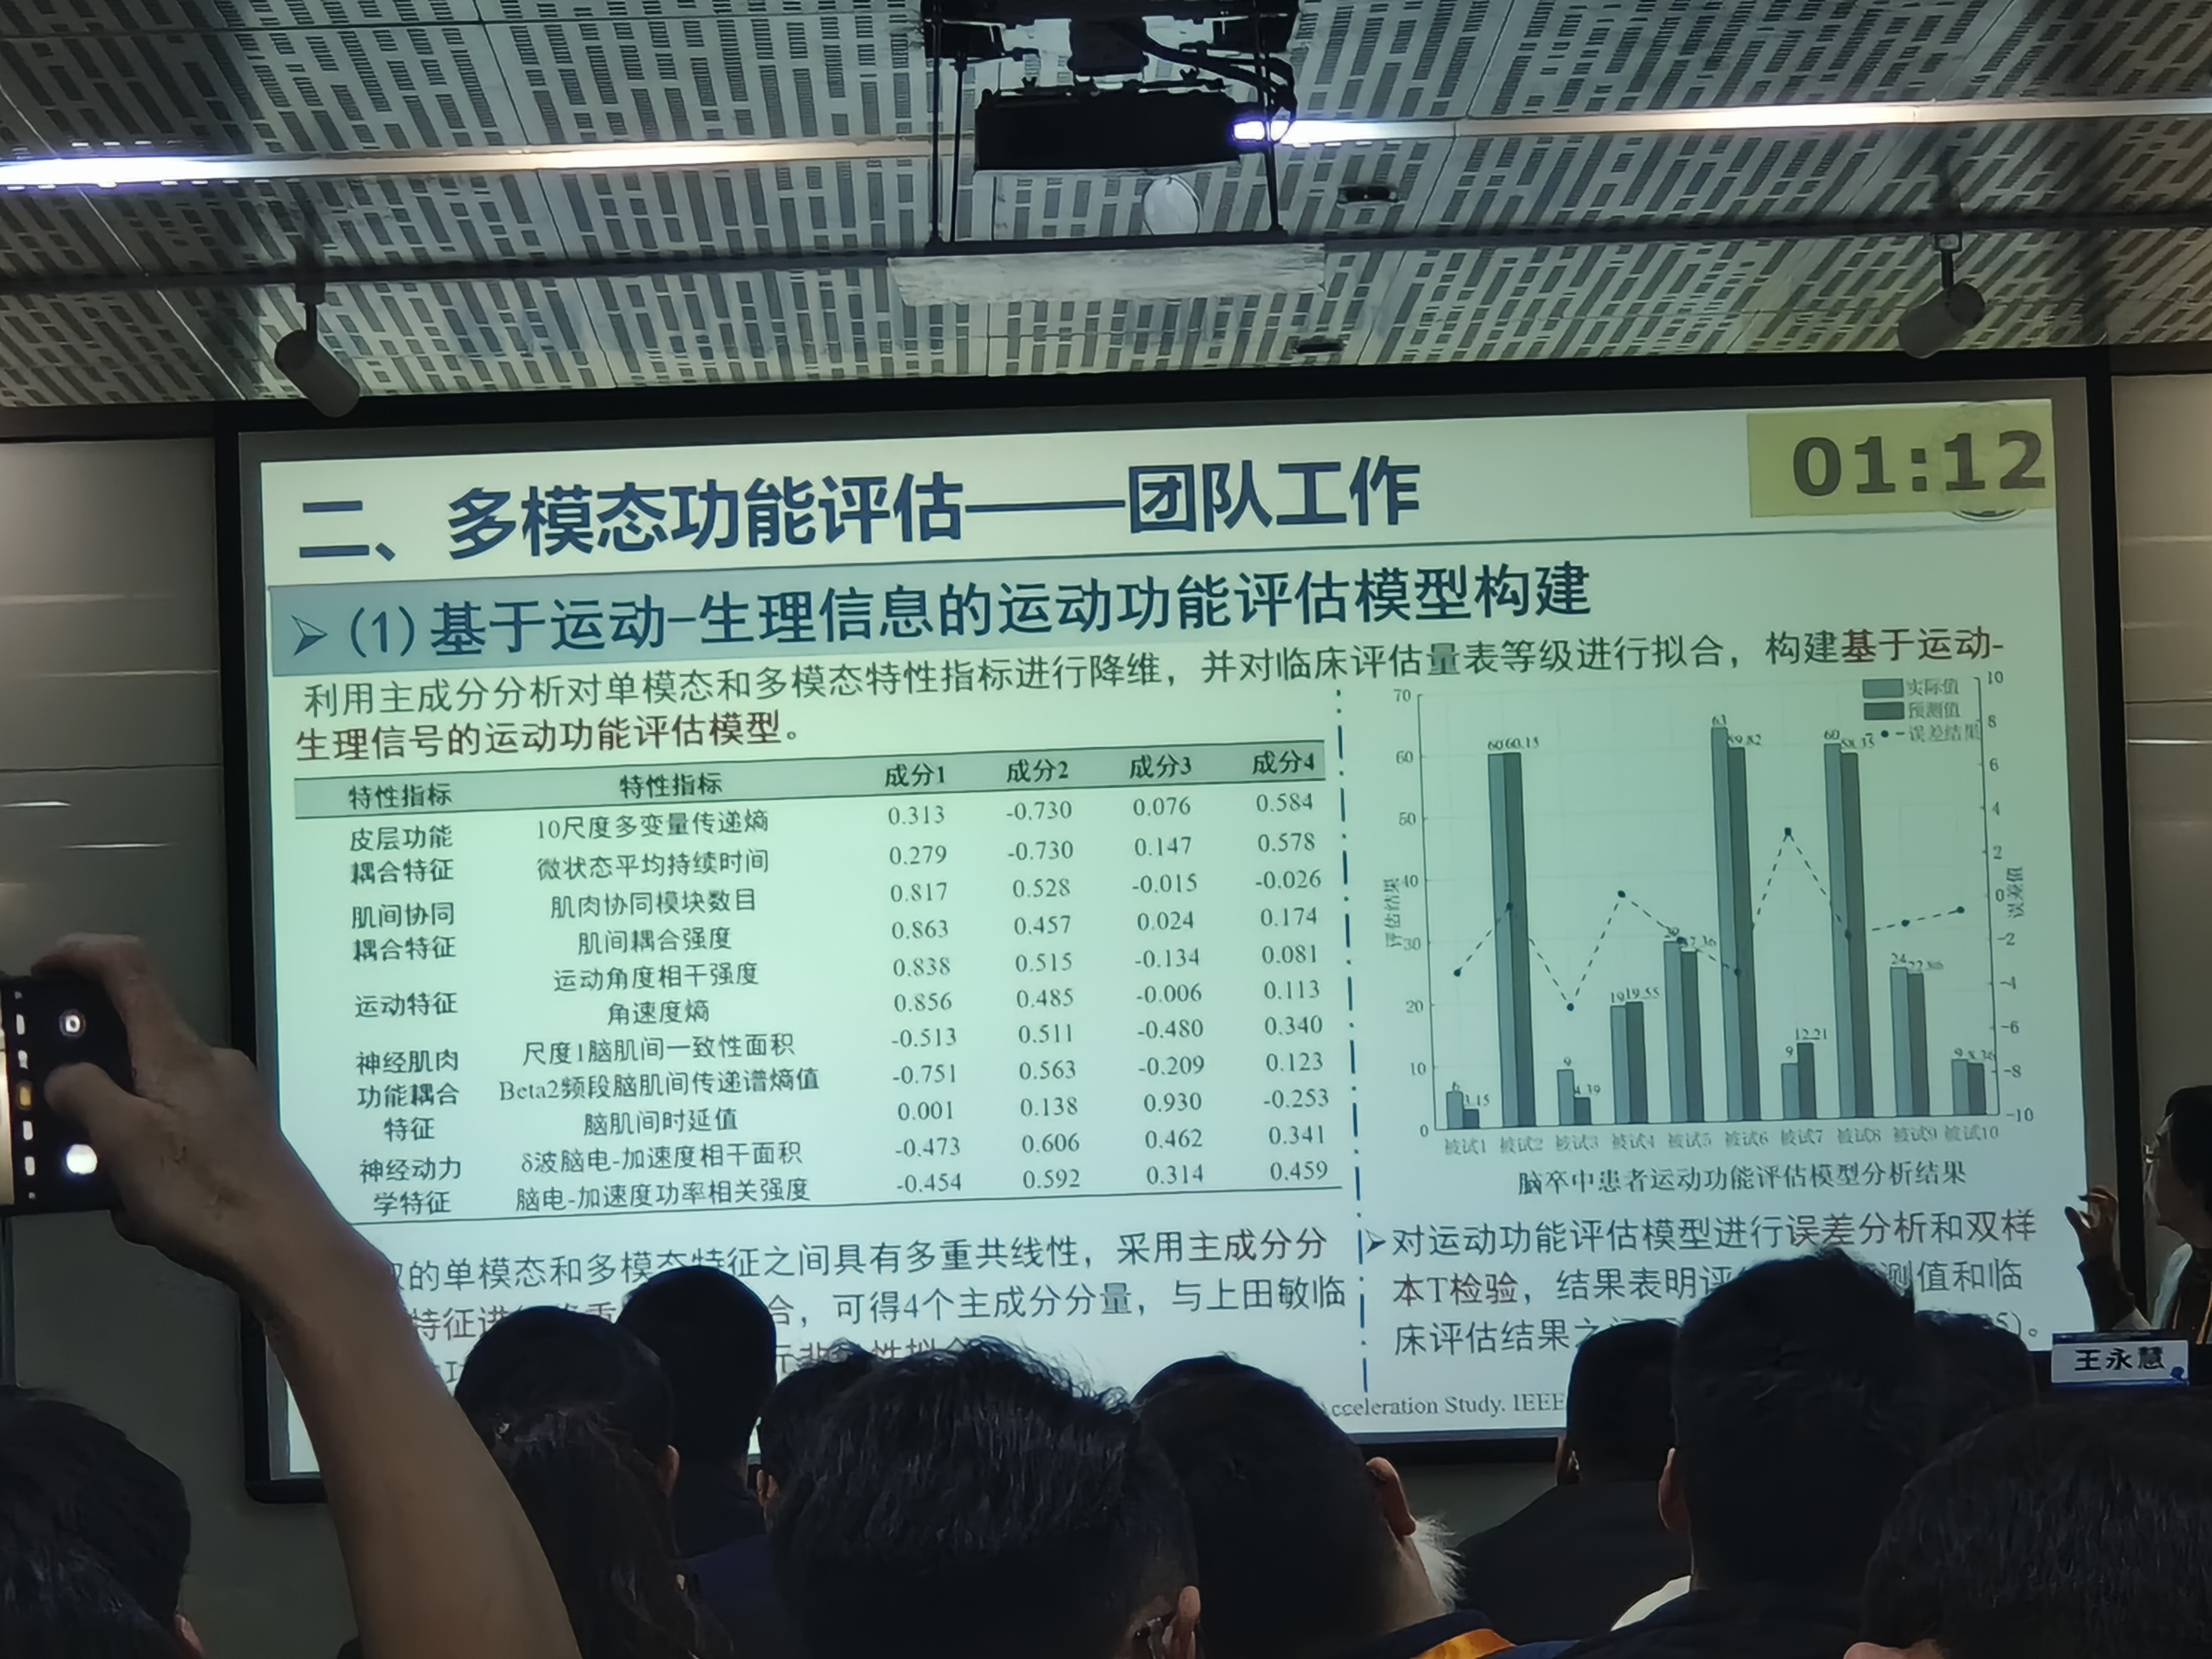 01:12
二、多模态功能评估——团队工作
➢(1)基于运动-生理信息的运动功能评估模型构建
利用主成分分析对单模态和多模态特性指标进行降维，并对临床评估量表等级进行拟合，构建基于运动-
生理信号的运动功能评估模型。
特性指标 特性指标 成分1 成分2 成分3 成分4
皮层功能
耦合特征
10尺度多变量传递熵 0.313 -0.730 0.076 0.584
微状态平均持续时间 0.279 -0.730 0.147 0.578
肌间协同
耦合特征
肌肉协同模块数目 0.817 0.528 -0.015 -0.026
肌间耦合强度 0.863 0.457 0.024 0.174
运动特征
运动角度相干强度 0.838 0.515 -0.134 0.081
角速度熵 0.856 0.485 -0.006 0.113
神经肌肉
功能耦合
特征
尺度1脑肌间一致性面积 -0.513 0.511 -0.480 0.340
Beta2频段脑肌间传递谱熵值 -0.751 0.563 -0.209 0.123
脑肌间时延值 0.001 0.138 0.930 -0.253
神经动力
学特征
δ波脑电-加速度相干面积 -0.473 0.606 0.462 0.341
脑电-加速度功率相关强度 -0.454 0.592 0.314 0.459
的单模态和多模态特征之间具有多重共线性，采用主成分分
特征进 合，可得4个主成分分量，与上田敏临
实际值
预测值
误差结果
评估结果
误差值
70
60
50
40
30
20
10
0
10
8
6
4
2
0
-2
-4
-6
-8
-10
6
60 60.15
9
19 19.55
63
9 12.21
60
24
9
被试1 被试2 被试3 被试4 被试5 被试6 被试7 被试8 被试9 被试10
脑卒中患者运动功能评估模型分析结果
➢对运动功能评估模型进行误差分析和双样
本T检验，结果表明评 测值和临
床评估结果之 5)。
cceleration Study. IEEE
王永慧